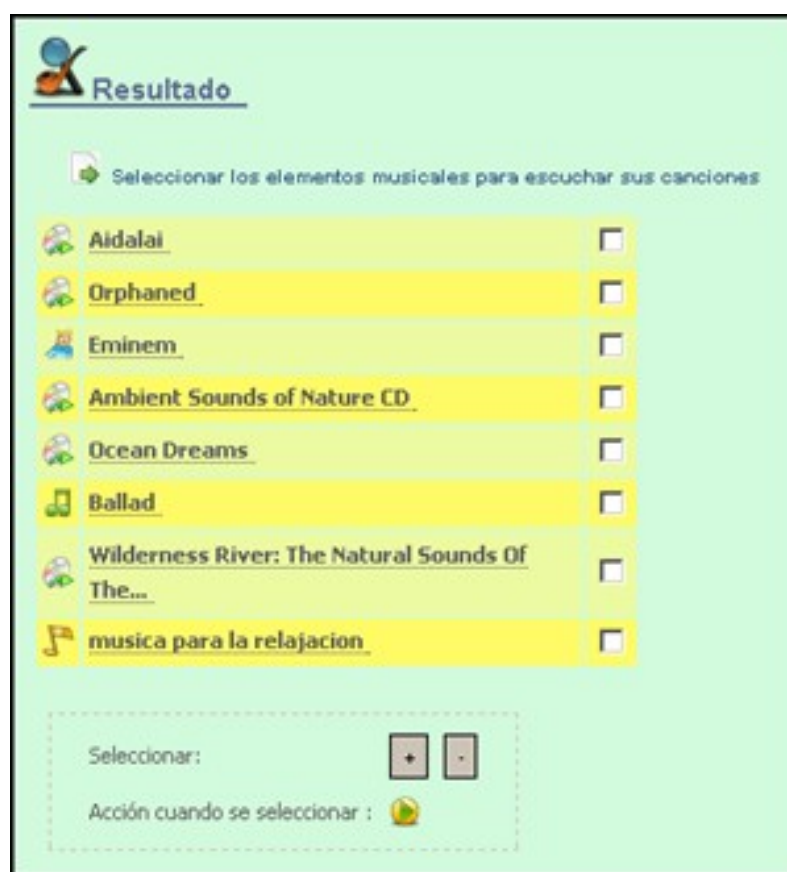 Resultado
Seleccionar los elementos musicales para escuchar sus canciones
Aidalai
Orphaned
Eminem
Ambient Sounds of Nature CD
Ocean Dreams
Ballad
Wilderness River: The Natural Sounds Of
The...
musica para la relajacion
Seleccionar: + -
Acción cuando se seleccionar :